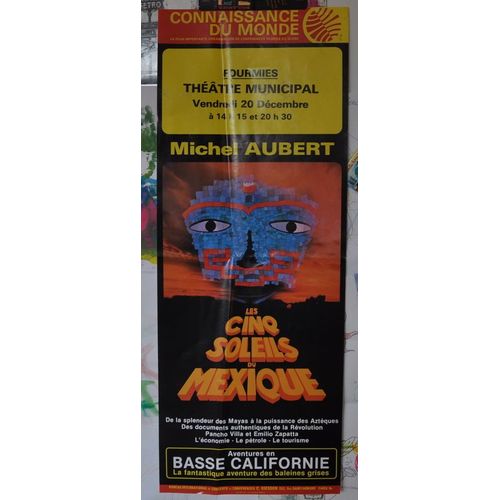 CONNAISSANCE
DU MONDE
FOURMIES
THÉÂTRE MUNICIPAL
Vendredi 20 Décembre
à 14 15 et 20 h 30
Michel AUBERT
LES
CINQ
SOLEILS
DU
MEXIQUE
De la splendeur des Mayas à la puissance des Aztèques
Des documents authentiques de la Révolution
Pancho Villa et Emilio Zapatta
L'économie - Le pétrole - Le tourisme
Aventures en
BASSE CALIFORNIE
La fantastique aventure des baleines grises